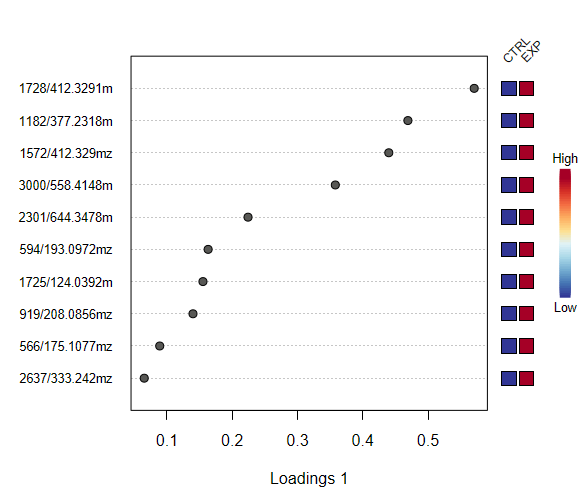 CTRL
EXP
1728/412.3291m
1182/377.2318m
1572/412.329mz
3000/558.4148m
2301/644.3478m
594/193.0972mz
1725/124.0392m
919/208.0856mz
566/175.1077mz
2637/333.242mz
High
Low
0.1 0.2 0.3 0.4 0.5
Loadings 1